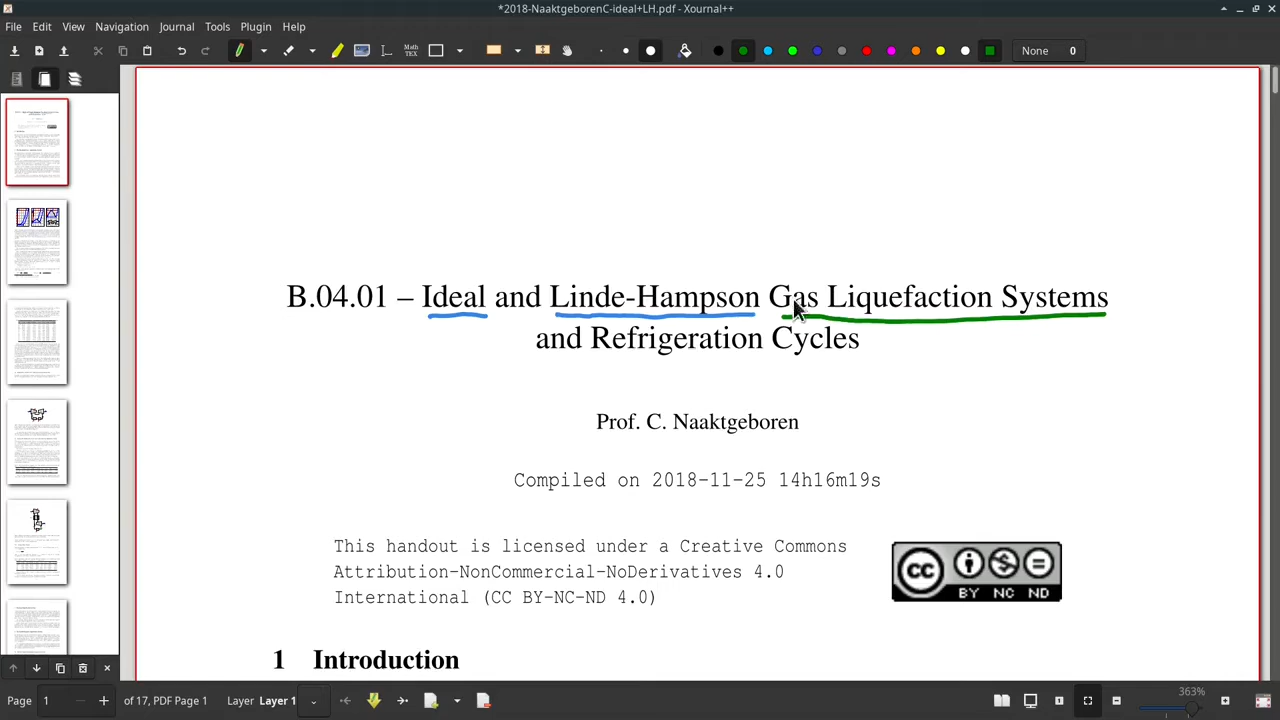 *2018-NaaktgeborenC-ideal+LH.pdf - Xournal++
File Edit View Navigation Journal Tools Plugin Help
Math TEX None 0
B.04.01 – Ideal and Linde-Hampson Gas Liquefaction Systems
and Refrigeration Cycles
Prof. C. Naaktgeboren
Compiled on 2018-11-25 14h16m19s
This handout is licensed under a Creative Commons
Attribution-NonCommercial-NoDerivatives 4.0
International (CC BY-NC-ND 4.0)
cc BY NC ND
1 Introduction
Page 1 of 17, PDF Page 1 Layer Layer 1 363%